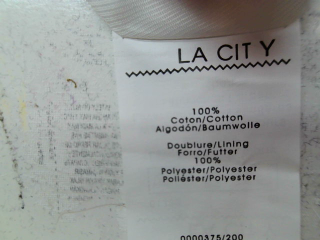 LA CITY
100%
Coton/Cotton
Algodón/Baumwolle
Doublure/Lining
Forro/Futter
100%
Polyester/Polyester
Poliéster/Polyester
0000375/200